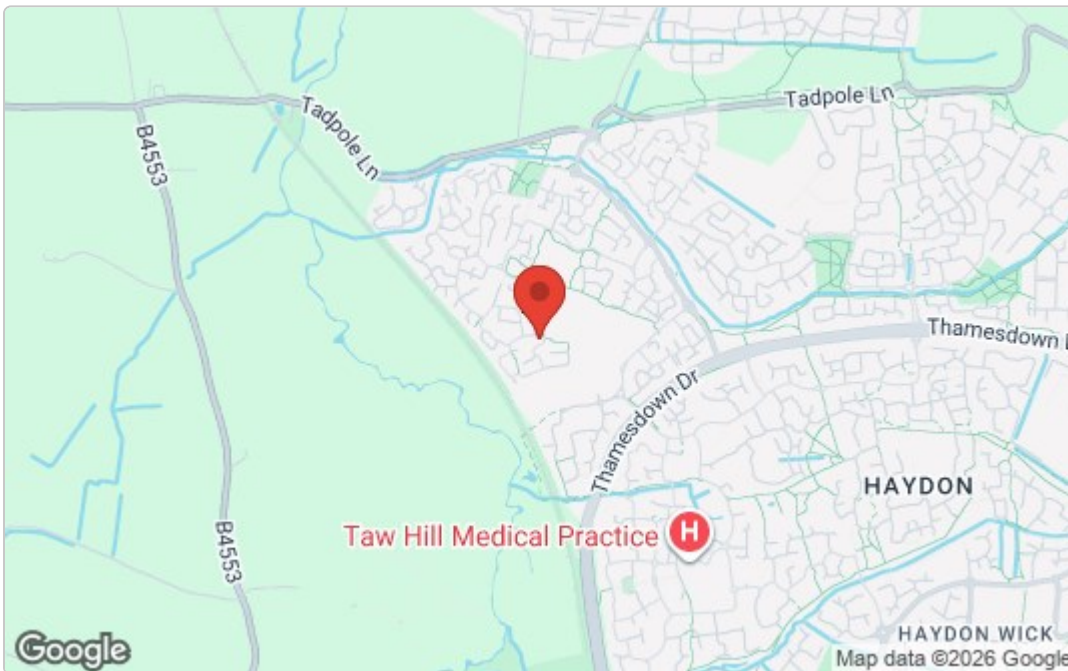 Tadpole Ln
Tadpole Ln
B4553
Thamesdown
Thamesdown Dr
HAYDON
B4553
Taw Hill Medical Practice
H
HAYDON WICK
Google
Map data ©2026 Google